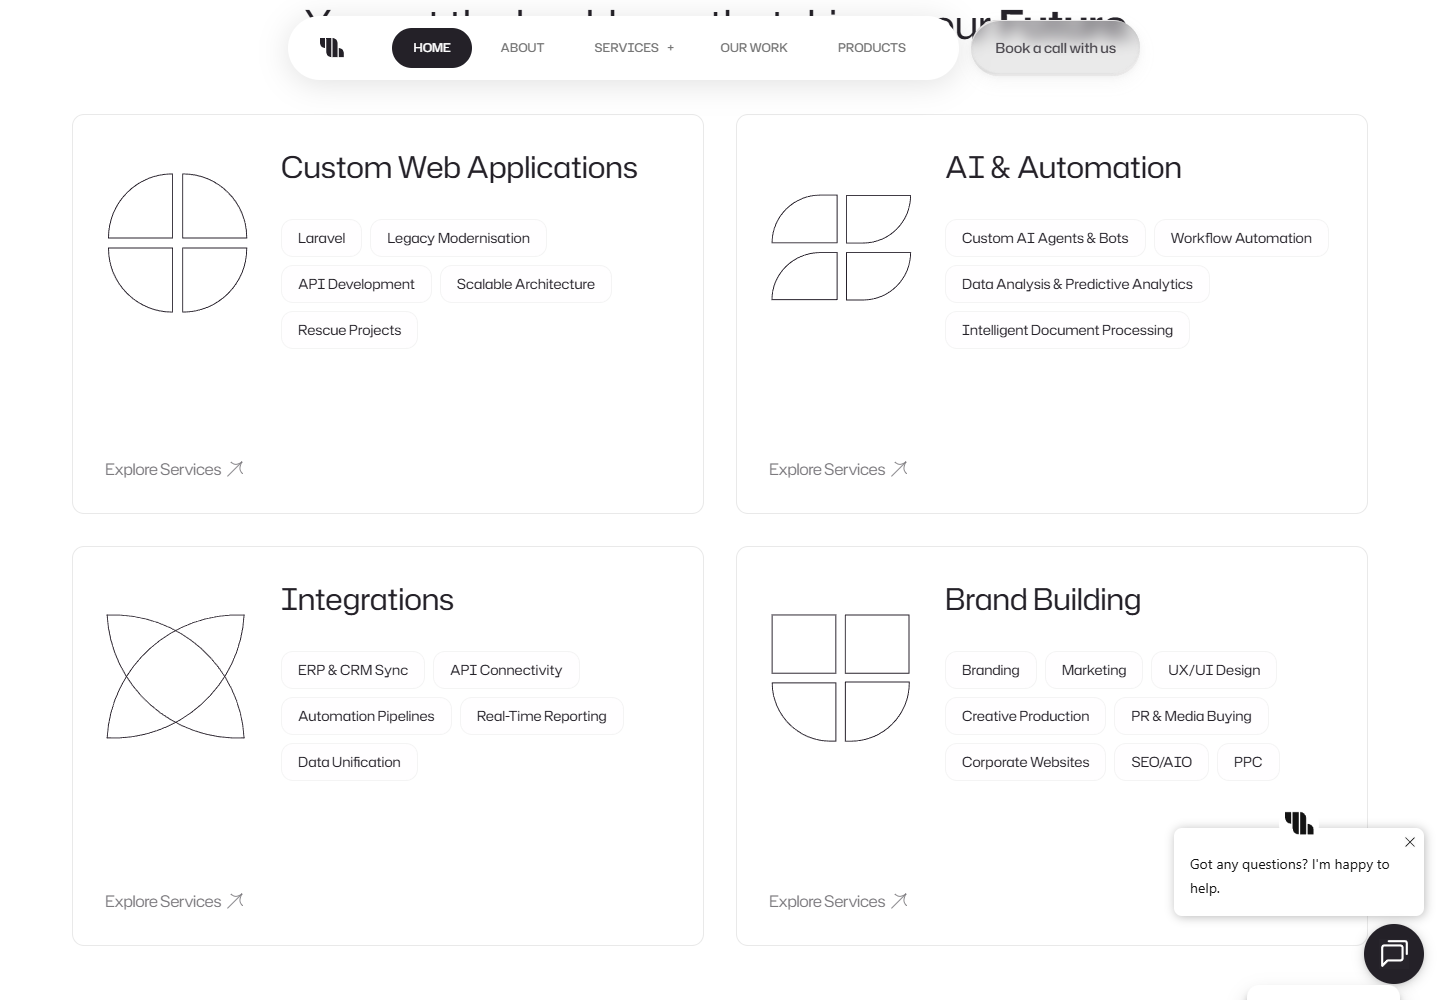 our Future
HOME
ABOUT
SERVICES +
OUR WORK
PRODUCTS
Book a call with us
Custom Web Applications
Laravel
Legacy Modernisation
API Development
Scalable Architecture
Rescue Projects
Explore Services
AI & Automation
Custom AI Agents & Bots
Workflow Automation
Data Analysis & Predictive Analytics
Intelligent Document Processing
Explore Services
Integrations
ERP & CRM Sync
API Connectivity
Automation Pipelines
Real-Time Reporting
Data Unification
Explore Services
Brand Building
Branding
Marketing
UX/UI Design
Creative Production
PR & Media Buying
Corporate Websites
SEO/AIO
PPC
Explore Services
Got any questions? I'm happy to
help.